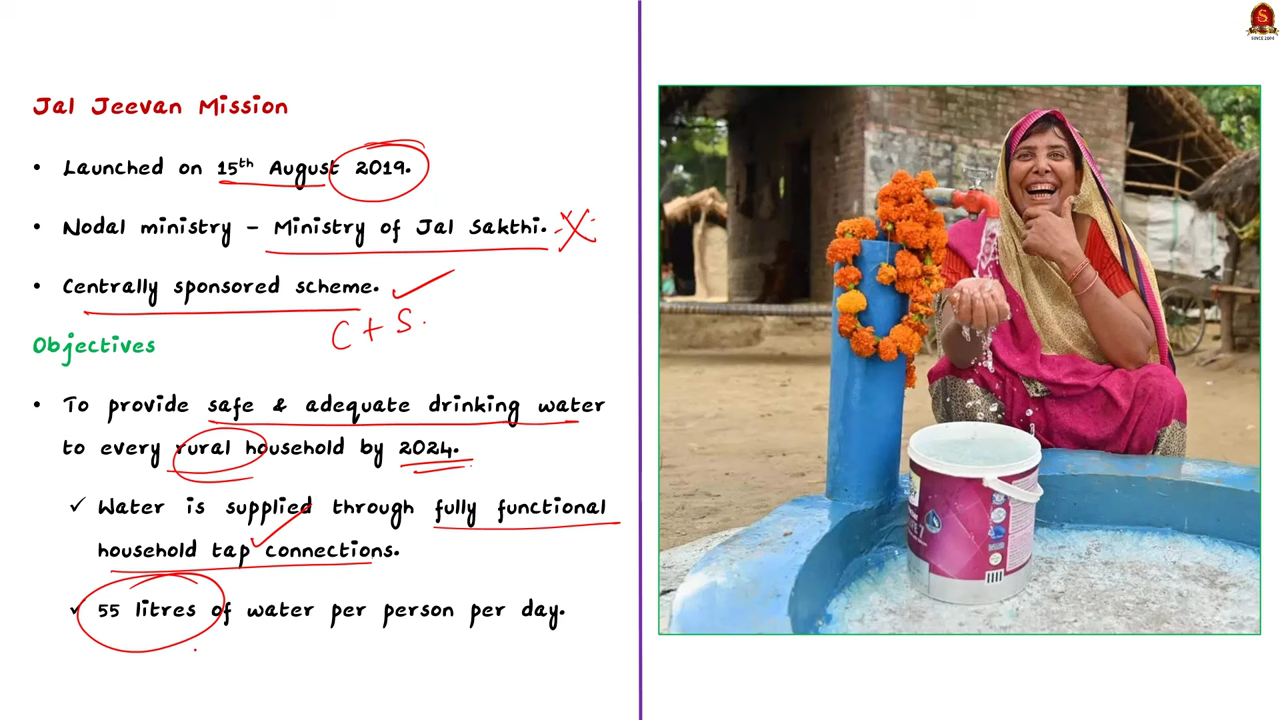 S
SINCE 2004
Jal Jeevan Mission
• Launched on 15th August 2019.
• Nodal ministry - Ministry of Jal Sakthi.
• Centrally sponsored scheme.
C + S.
Objectives
• To provide safe & adequate drinking water
to every rural household by 2024.
✓ Water is supplied through fully functional
household tap connections.
✓ 55 litres of water per person per day.